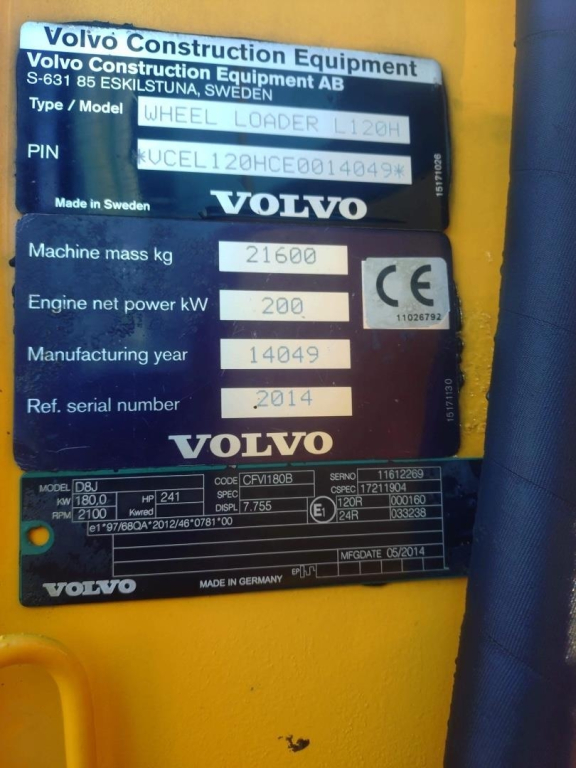 Volvo Construction Equipment
Volvo Construction Equipment AB
S-631 85 ESKILSTUNA, SWEDEN
Type / Model WHEEL LOADER L120H
PIN *VCEL120HCE0014049*
15171026
Made in Sweden VOLVO
Machine mass kg 21600
CE
11026792
Engine net power kW 200
Manufacturing year 14049
Ref. serial number 2014
15171130
VOLVO
MODEL D8J CODE CFVI180B SERNO 11612269
KW 180,0 HP 241 SPEC CSPEC 17211904
RPM 2100 Kwred DISPL 7.755 E1 120R 000160
24R 033238
e1*97/68QA*2012/46*0781*00
MFGDATE 05/2014
EP
VOLVO MADE IN GERMANY